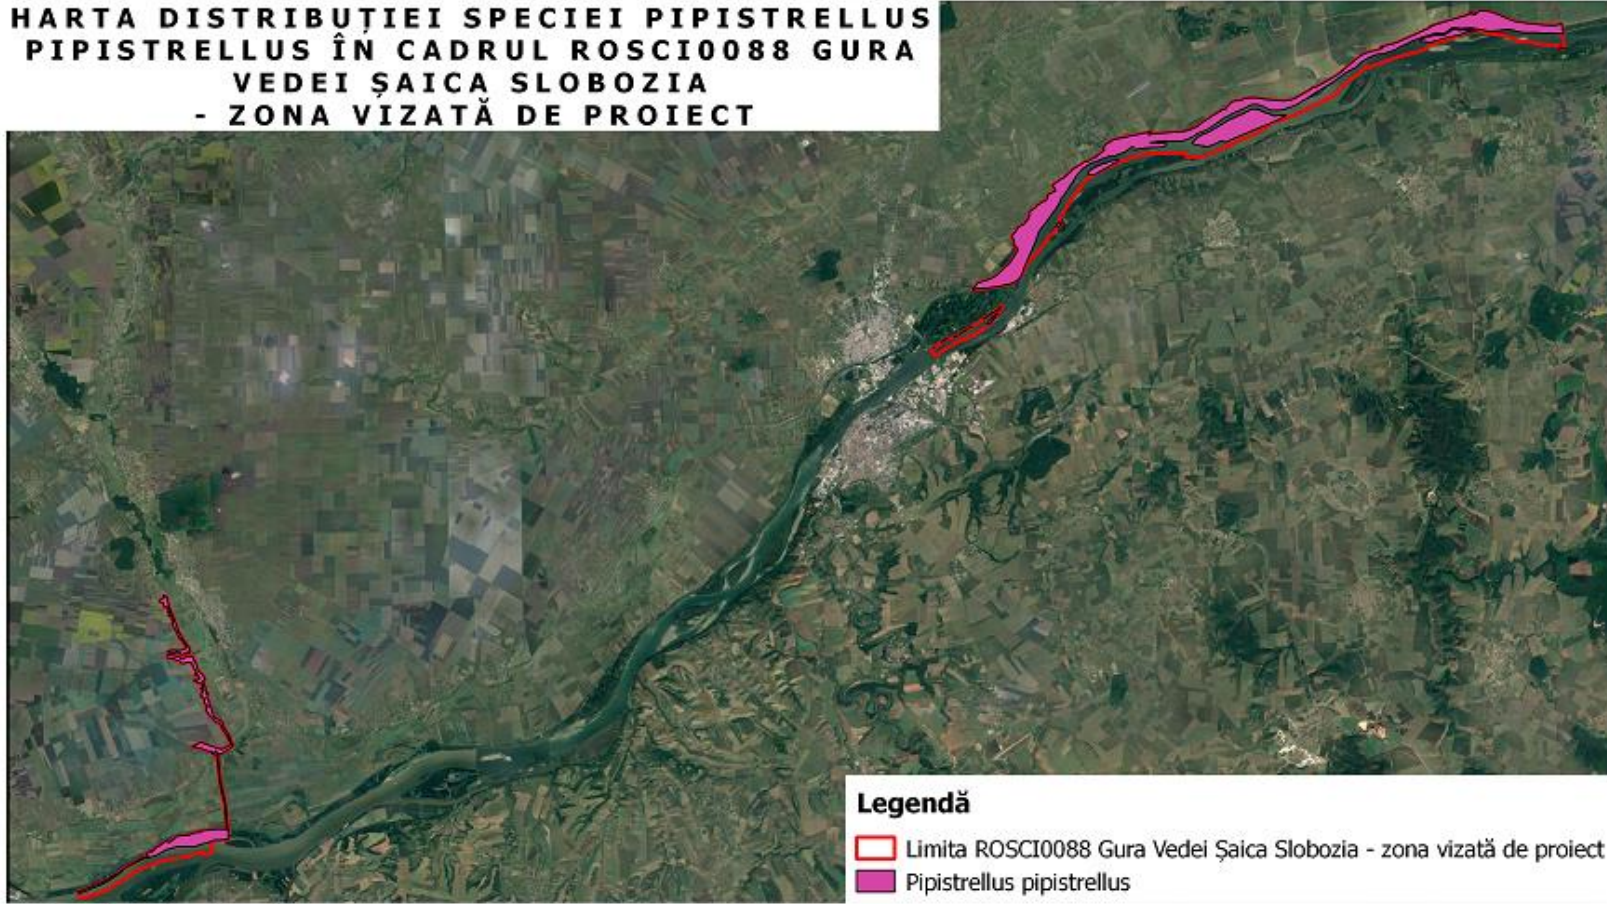 HARTA DISTRIBUȚIEI SPECIEI PIPISTRELLUS
PIPISTRELLUS ÎN CADRUL ROSCI0088 GURA
VEDEI ȘAICA SLOBOZIA
- ZONA VIZATĂ DE PROIECT
Legendă
Limita ROSCI0088 Gura Vedei Șaica Slobozia - zona vizată de proiect
Pipistrellus pipistrellus